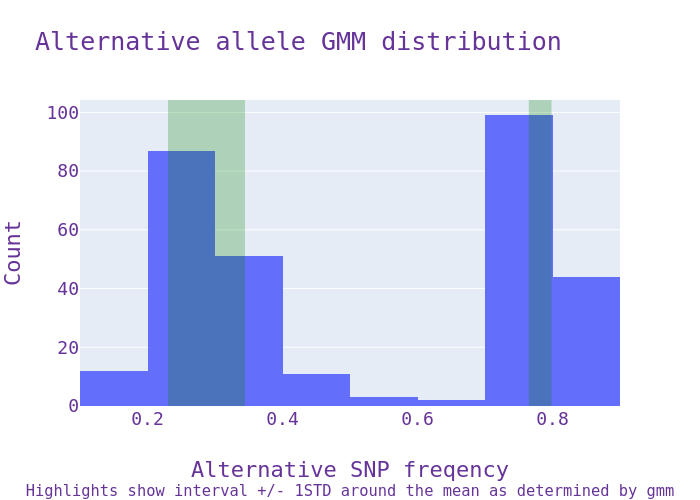 Alternative allele GMM distribution
100
80
60
40
20
0
Count
0.2
0.4
0.6
0.8
Alternative SNP freqency
Highlights show interval +/- 1STD around the mean as determined by gmm